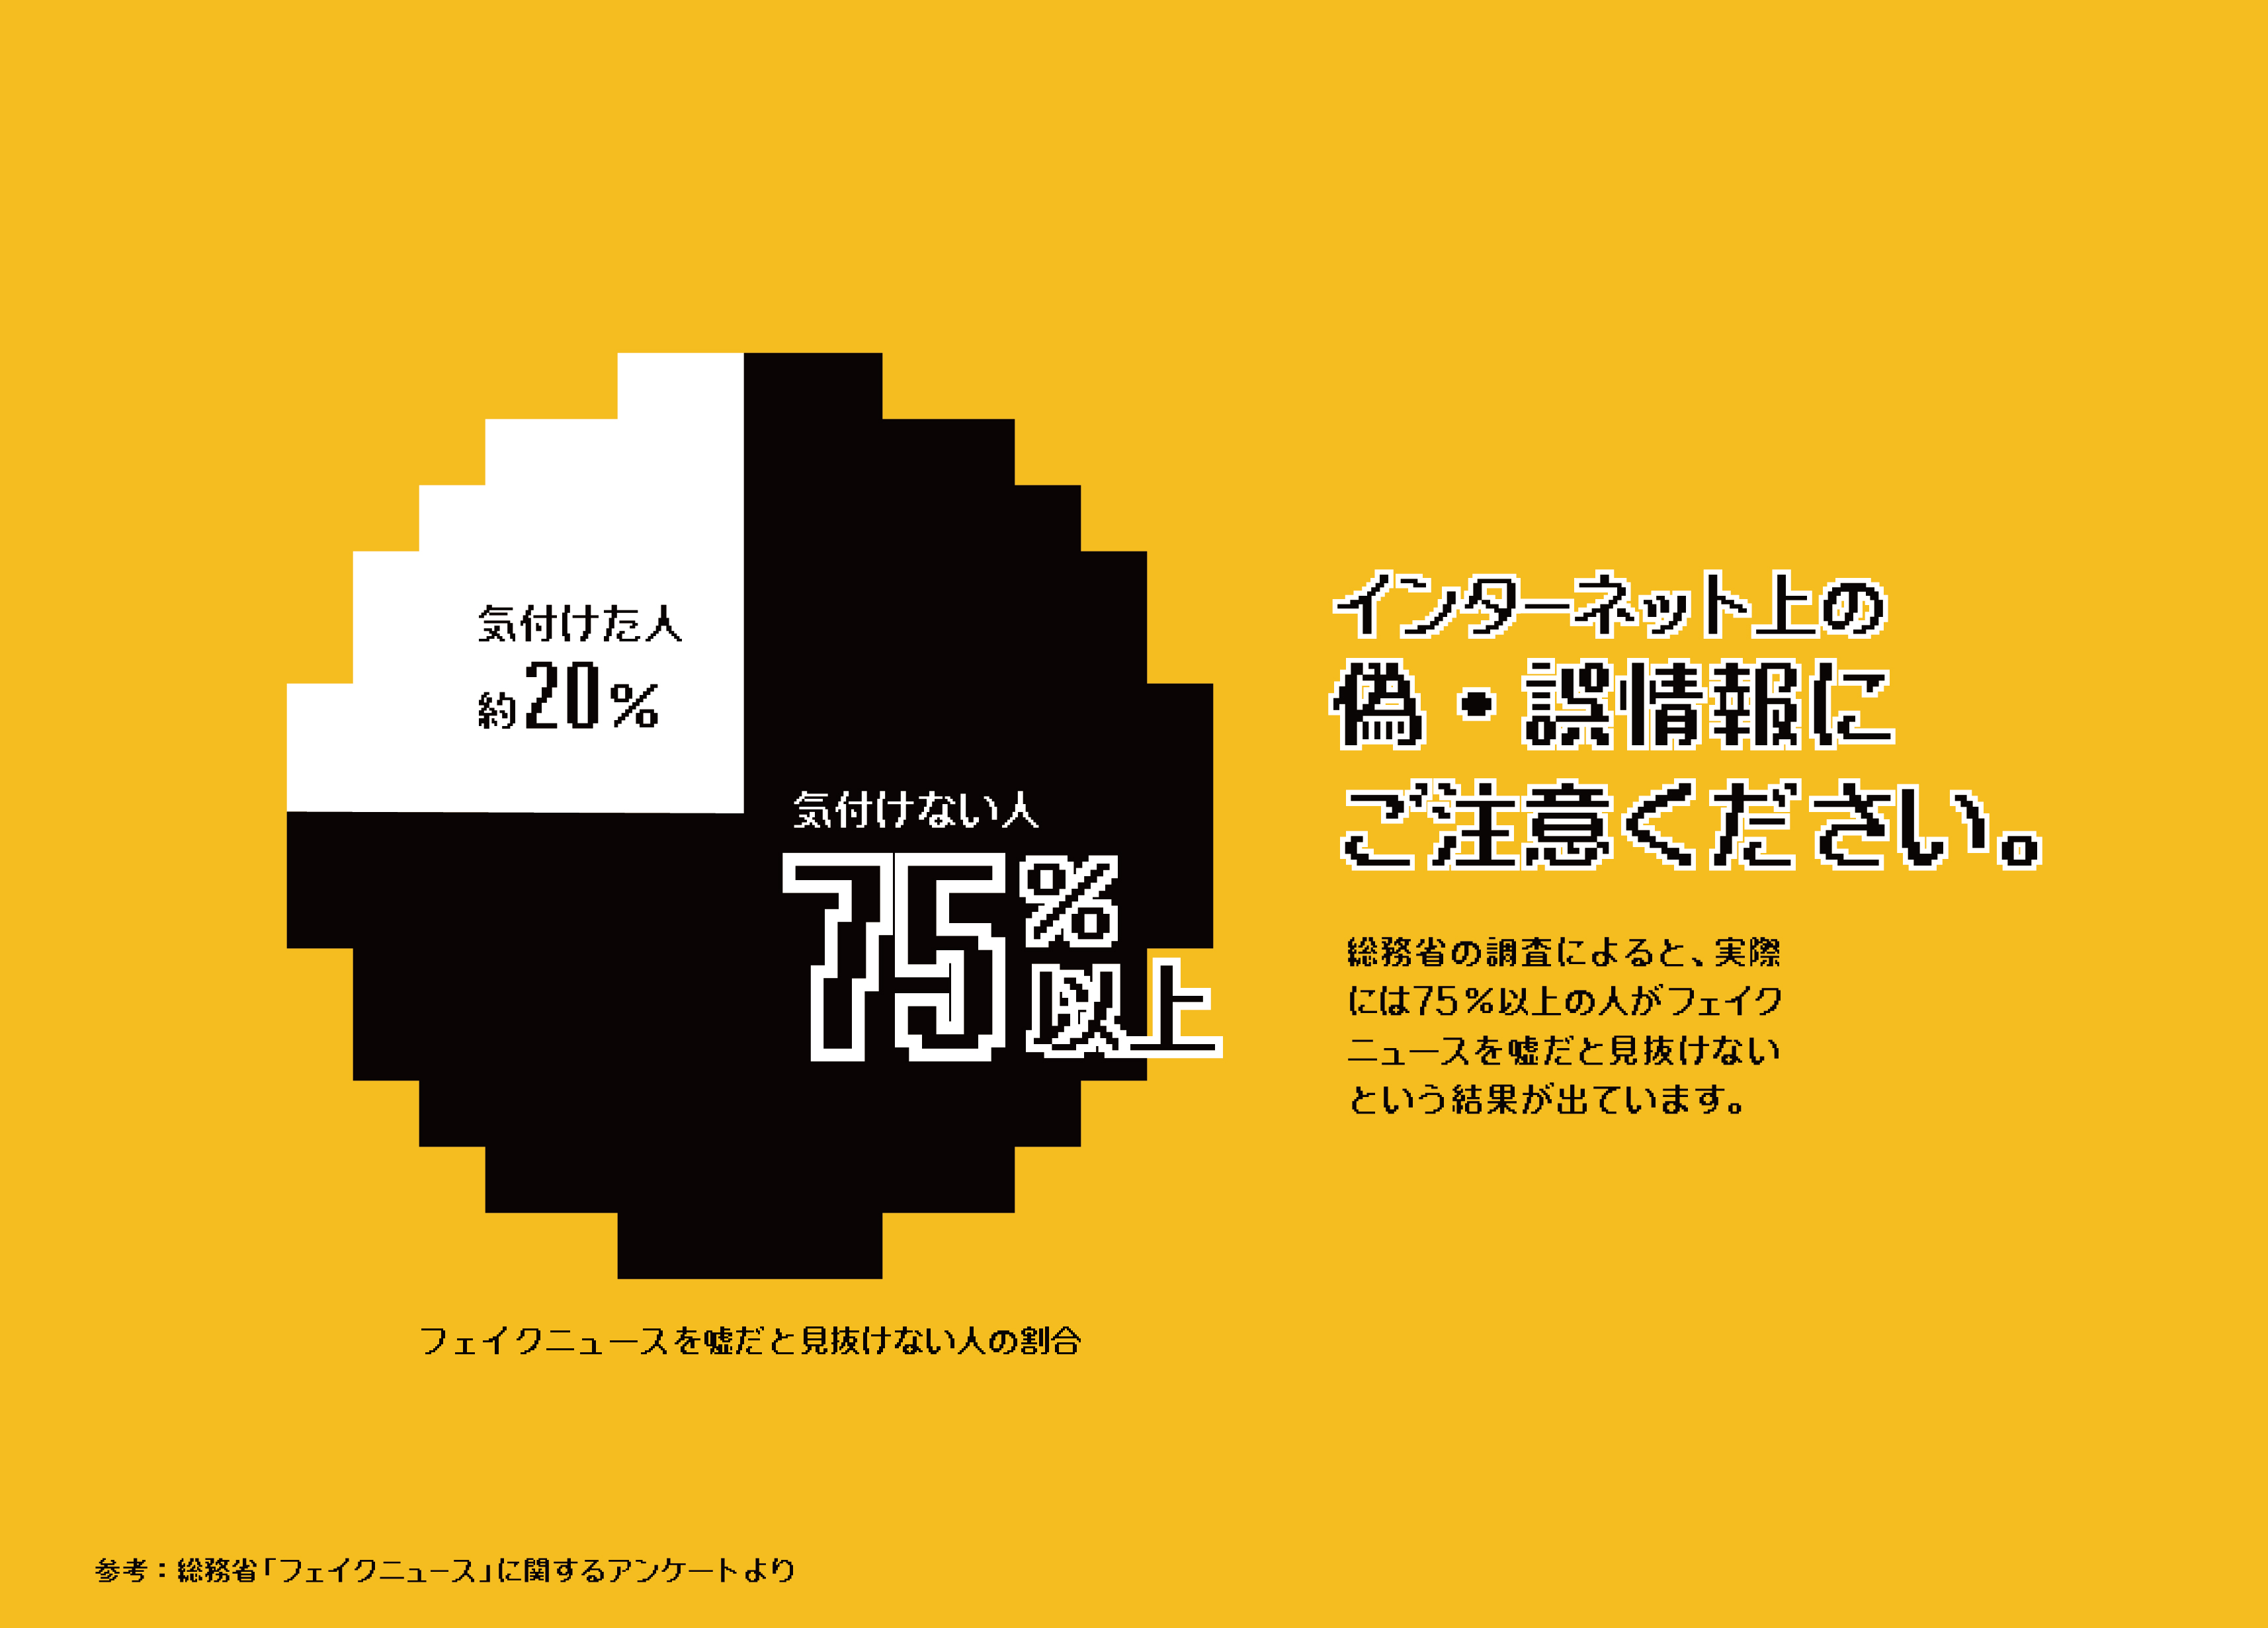 インターネット上の
偽・誤情報に
ご注意ください。
総務省の調査によると、実際
には75%以上の人がフェイク
ニュースを嘘だと見抜けない
という結果が出ています。
気付けた人
約20%
気付けない人
75%以上
フェイクニュースを嘘だと見抜けない人の割合
参考:総務省「フェイクニュース」に関するアンケートより